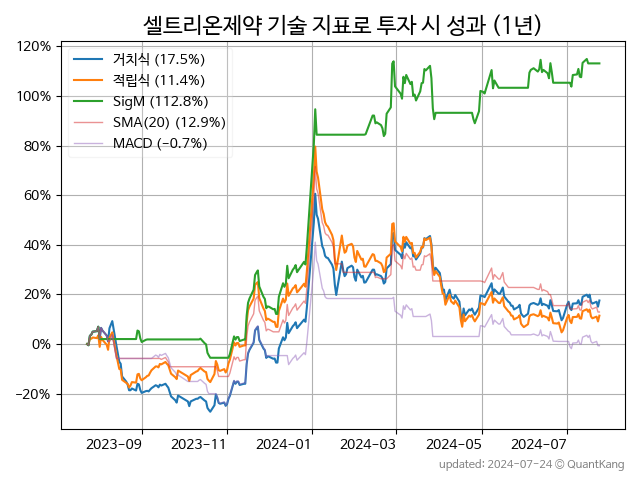 셀트리온제약 기술 지표로 투자 시 성과 (1년)
120%
100%
80%
60%
40%
20%
0%
−20%
거치식 (17.5%)
적립식 (11.4%)
SigM (112.8%)
SMA(20) (12.9%)
MACD (−0.7%)
2023-09
2023-11
2024-01
2024-03
2024-05
2024-07
updated: 2024-07-24 @ QuantKang